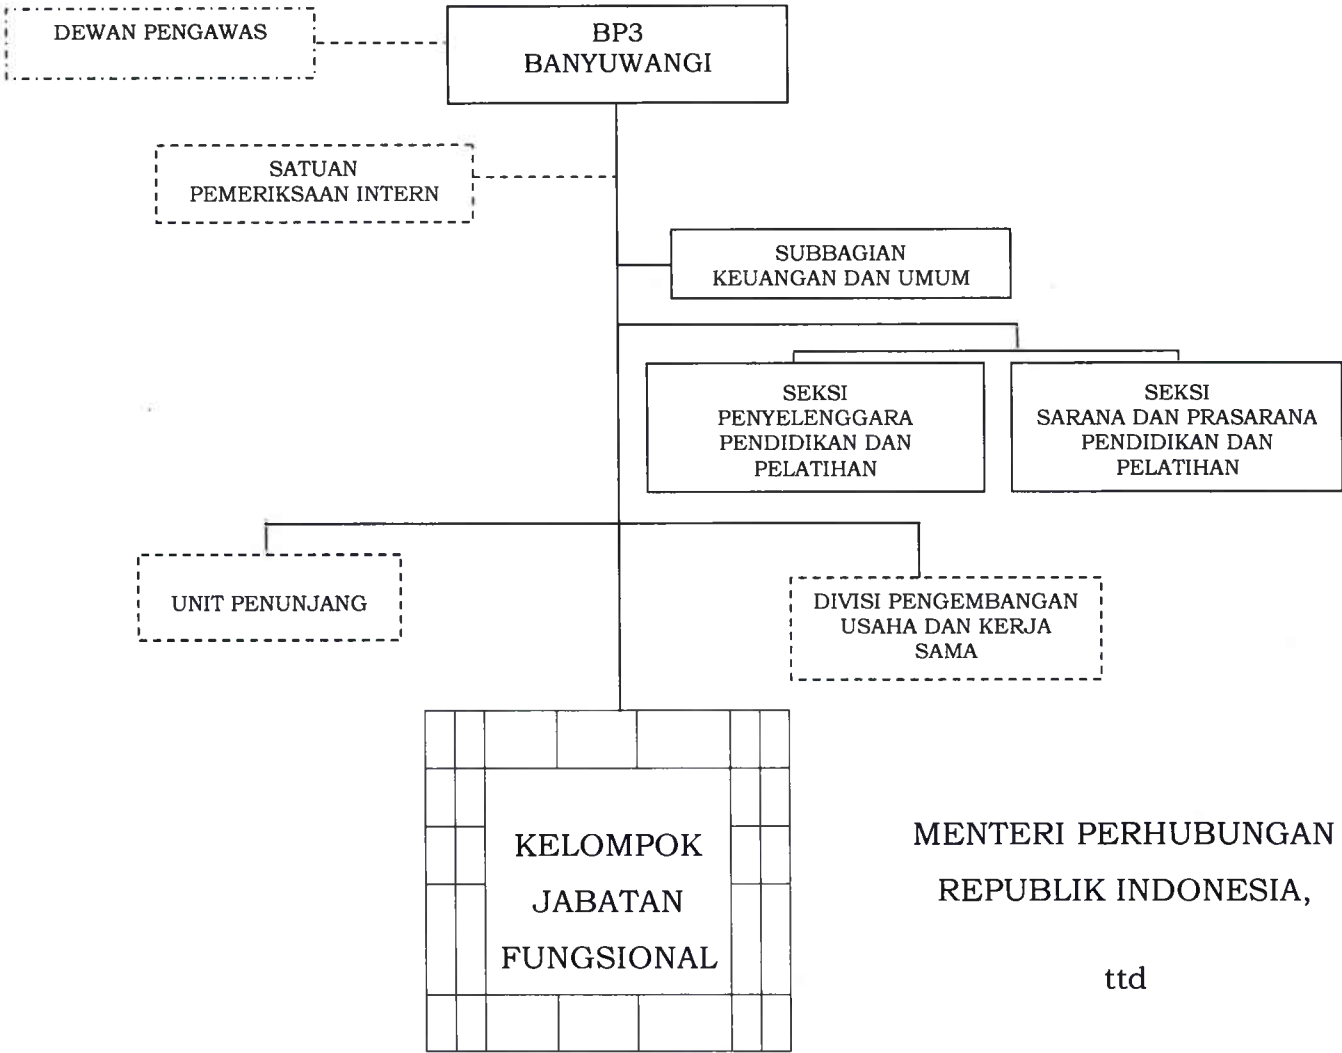 DEWAN PENGAWAS
BP3
BANYUWANGI
SATUAN
PEMERIKSAAN INTERN
SUBBAGIAN
KEUANGAN DAN UMUM
SEKSI
PENYELENGGARA
PENDIDIKAN DAN
PELATIHAN
SEKSI
SARANA DAN PRASARANA
PENDIDIKAN DAN
PELATIHAN
UNIT PENUNJANG
DIVISI PENGEMBANGAN
USAHA DAN KERJA
SAMA
KELOMPOK
JABATAN
FUNGSIONAL
MENTERI PERHUBUNGAN
REPUBLIK INDONESIA,
ttd